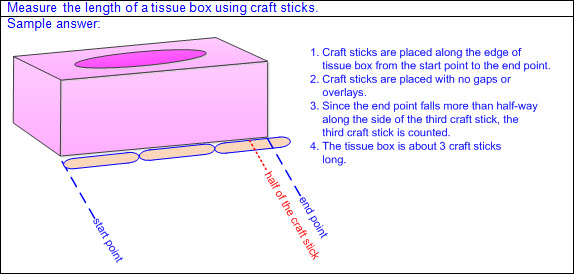 Measure the length of a tissue box using craft sticks.
Sample answer:
1. Craft sticks are placed along the edge of
tissue box from the start point to the end point.
2. Craft sticks are placed with no gaps or
overlays.
3. Since the end point falls more than half-way
along the side of the third craft stick, the
third craft stick is counted.
4. The tissue box is about 3 craft sticks
long.
start point
half of the craft stick
end point